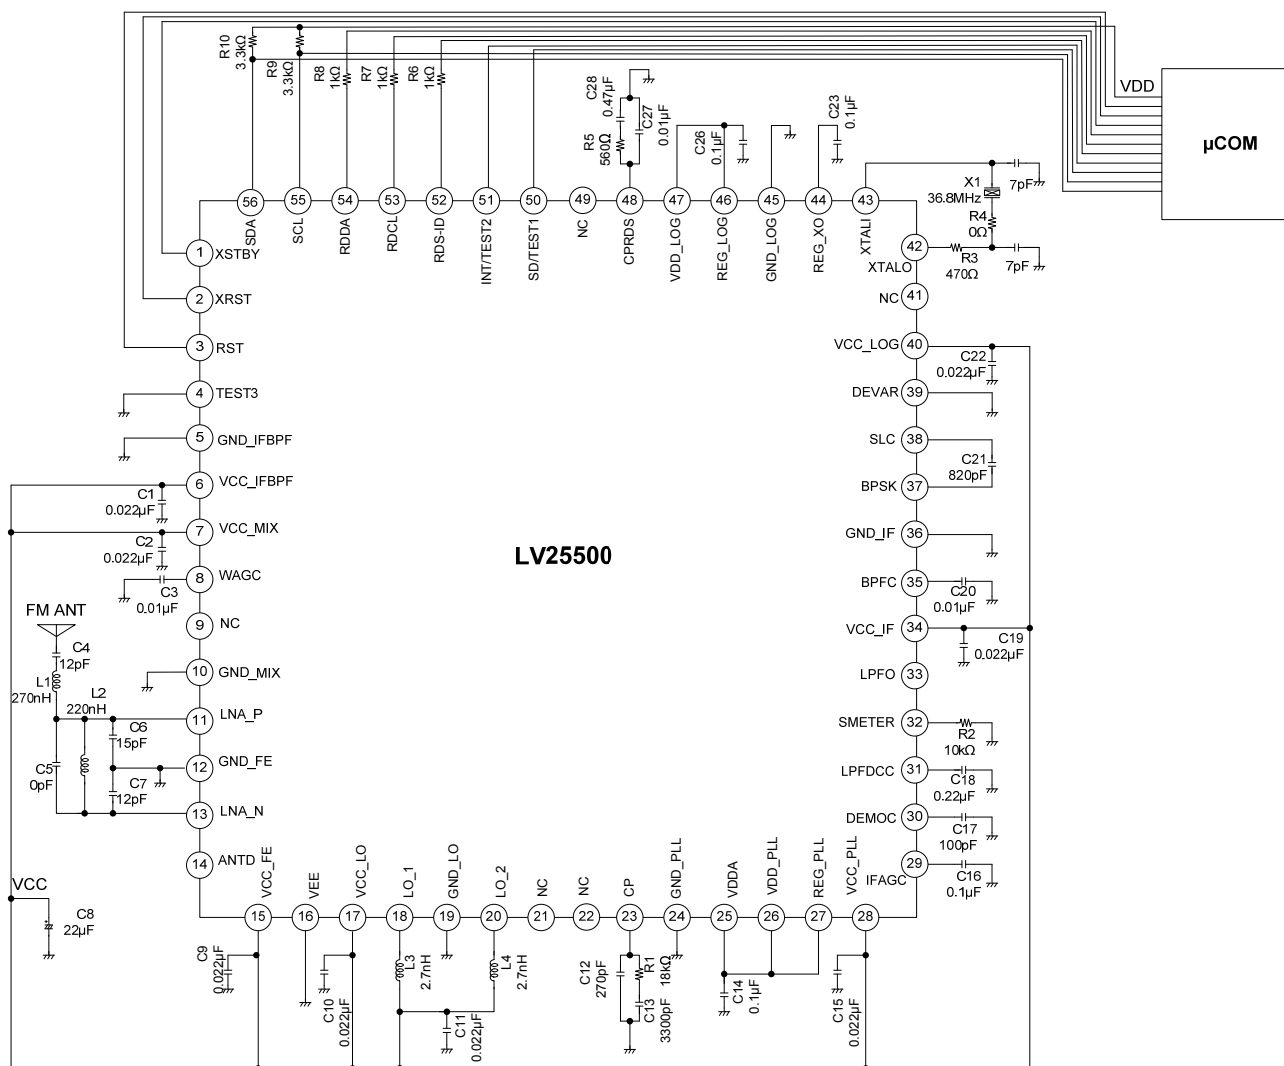 R10
3.3kΩ
R9
3.3kΩ
R8
1kΩ
R7
1kΩ
R6
1kΩ
C28
0.47µF
C27
0.01µF
R5
560Ω
C26
0.1µF
C23
0.1µF
VDD
µCOM
X1
36.8MHz
7pF
R4
0Ω
R3
470Ω
7pF
56
55
54
53
52
51
50
49
48
47
46
45
44
43
SDA
SCL
RDDA
RDCL
RDS-ID
INT/TEST2
SD/TEST1
NC
CPRDS
VDD_LOG
REG_LOG
GND_LOG
REG_XO
XTALI
1
XSTBY
2
XRST
3
RST
4
TEST3
5
GND_IFBPF
6
VCC_IFBPF
C1
0.022µF
7
VCC_MIX
C2
0.022µF
8
WAGC
C3
0.01µF
9
NC
FM ANT
C4
12pF
10
GND_MIX
L1
270nH
L2
220nH
11
LNA_P
C6
15pF
12
GND_FE
C5
0pF
C7
12pF
13
LNA_N
14
ANTD
VCC
C8
22µF
LV25500
42
XTALO
41
NC
40
VCC_LOG
C22
0.022µF
39
DEVAR
38
SLC
C21
820pF
37
BPSK
36
GND_IF
35
BPFC
C20
0.01µF
34
VCC_IF
C19
0.022µF
33
LPFO
32
SMETER
R2
10kΩ
31
LPFDCC
C18
0.22µF
30
DEMOC
C17
100pF
29
IFAGC
C16
0.1µF
VCC_FE
VEE
VCC_LO
LO_1
GND_LO
LO_2
NC
NC
CP
GND_PLL
VDDA
VDD_PLL
REG_PLL
VCC_PLL
15
16
17
18
19
20
21
22
23
24
25
26
27
28
C9
0.022µF
C10
0.022µF
L3
2.7nH
C11
0.022µF
L4
2.7nH
C12
270pF
R1
18kΩ
C13
3300pF
C14
0.1µF
C15
0.022µF